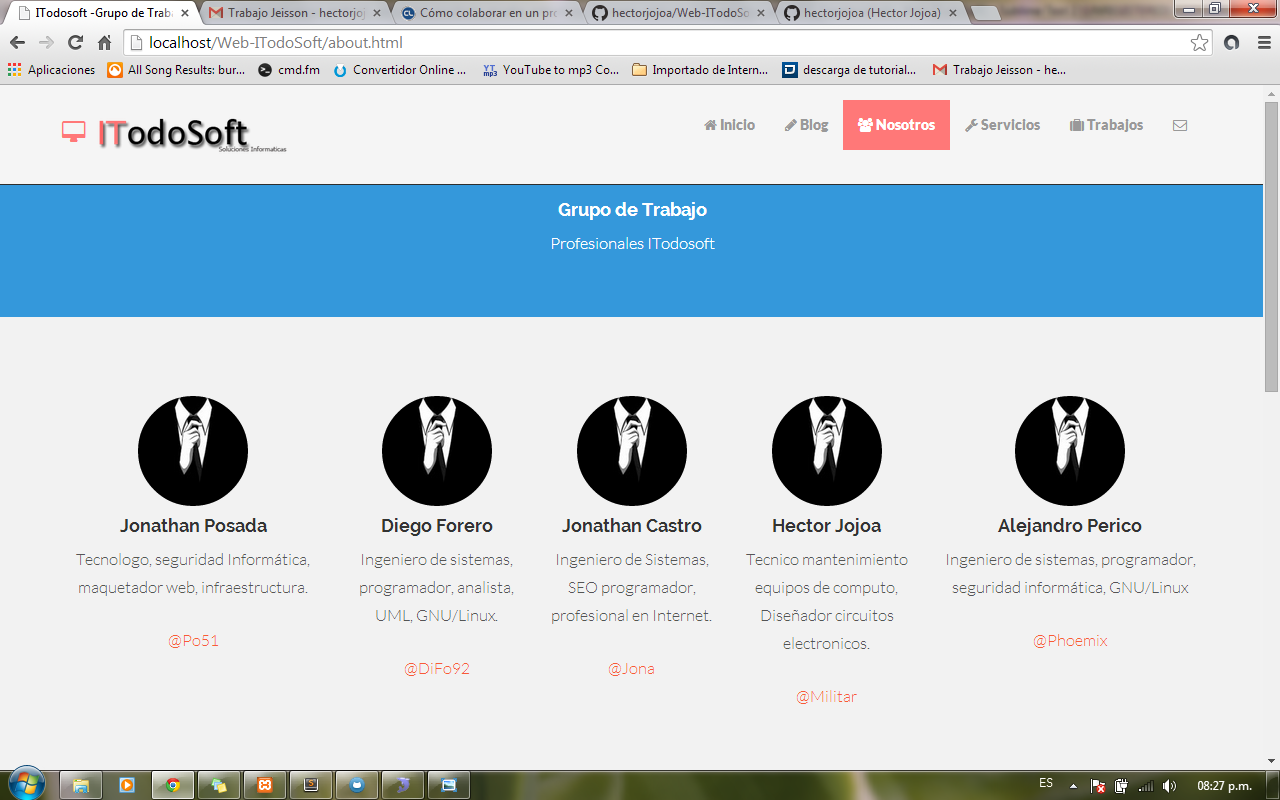 ITodosoft -Grupo de Trab
Trabajo Jeisson - hectorjo
Cómo colaborar en un pro
hectorjojoa/Web-ITodoSo
hectorjojoa (Hector Jojoa)
localhost/Web-ITodoSoft/about.html
Aplicaciones
All Song Results: bur...
cmd.fm
Convertidor Online ...
YouTube to mp3 Co...
Importado de Intern...
descarga de tutorial...
Trabajo Jeisson - he...
ITodoSoft
Soluciones Informaticas
Inicio
Blog
Nosotros
Servicios
Trabajos
Grupo de Trabajo
Profesionales ITodosoft
Jonathan Posada
Tecnologo, seguridad Informática,
maquetador web, infraestructura.
@Po51
Diego Forero
Ingeniero de sistemas,
programador, analista,
UML, GNU/Linux.
@DiFo92
Jonathan Castro
Ingeniero de Sistemas,
SEO programador,
profesional en Internet.
@Jona
Hector Jojoa
Tecnico mantenimiento
equipos de computo,
Diseñador circuitos
electronicos.
@Militar
Alejandro Perico
Ingeniero de sistemas, programador,
seguridad informática, GNU/Linux
@Phoemix
ES
08:27 p.m.